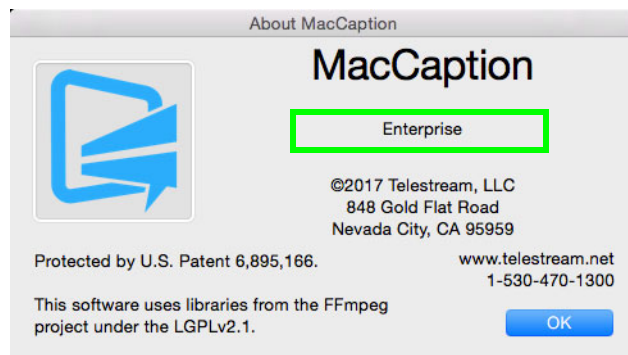 About MacCaption
MacCaption
Enterprise
©2017 Telestream, LLC
848 Gold Flat Road
Nevada City, CA 95959
Protected by U.S. Patent 6,895,166.
www.telestream.net
1-530-470-1300
This software uses libraries from the FFmpeg
project under the LGPLv2.1.
OK